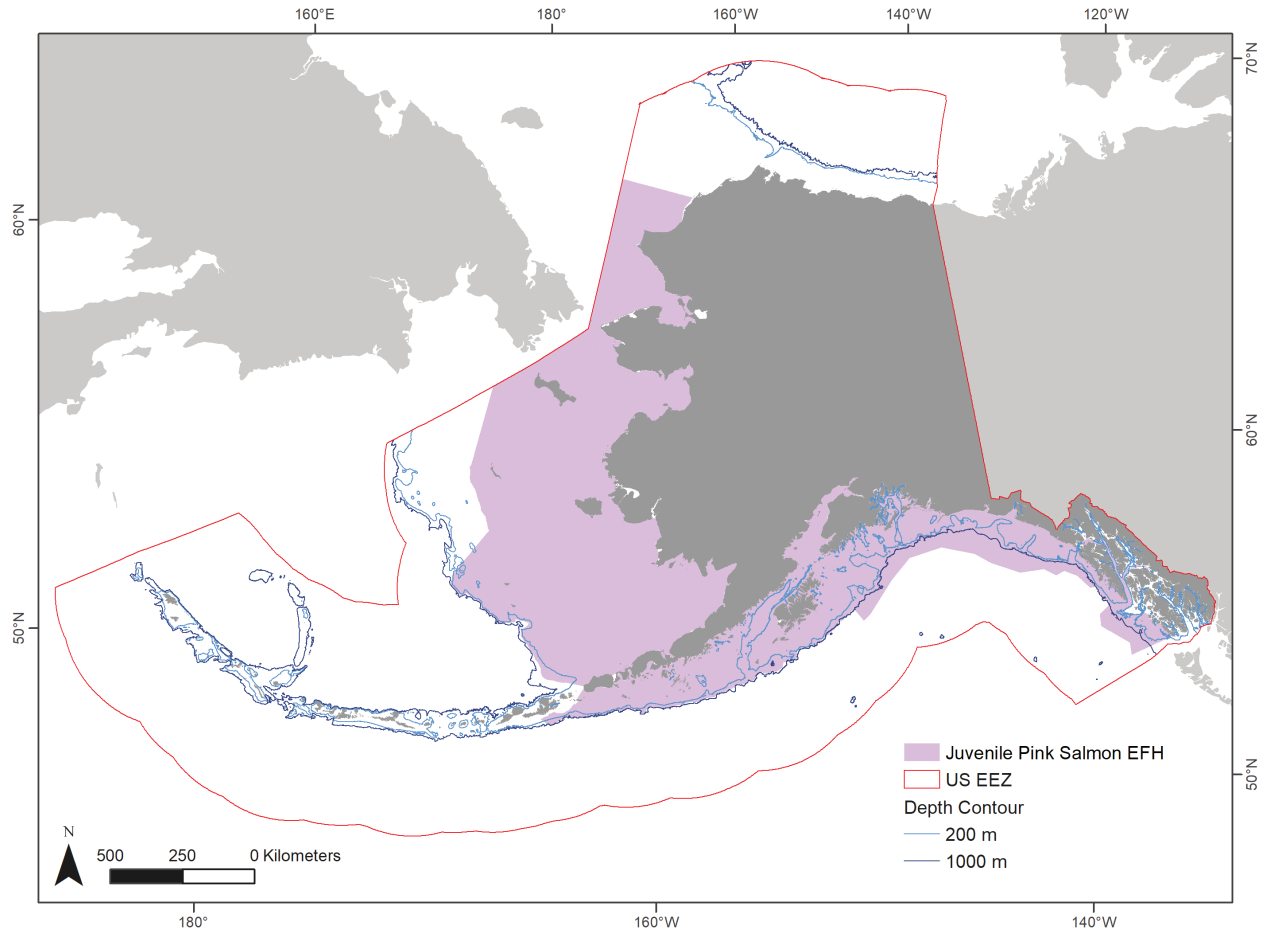 160°E 180° 160°W 140°W 120°W
70°N
60°N
60°N
50°N
50°N
Juvenile Pink Salmon EFH
US EEZ
Depth Contour
200 m
1000 m
N
500 250 0 Kilometers
180° 160°W 140°W